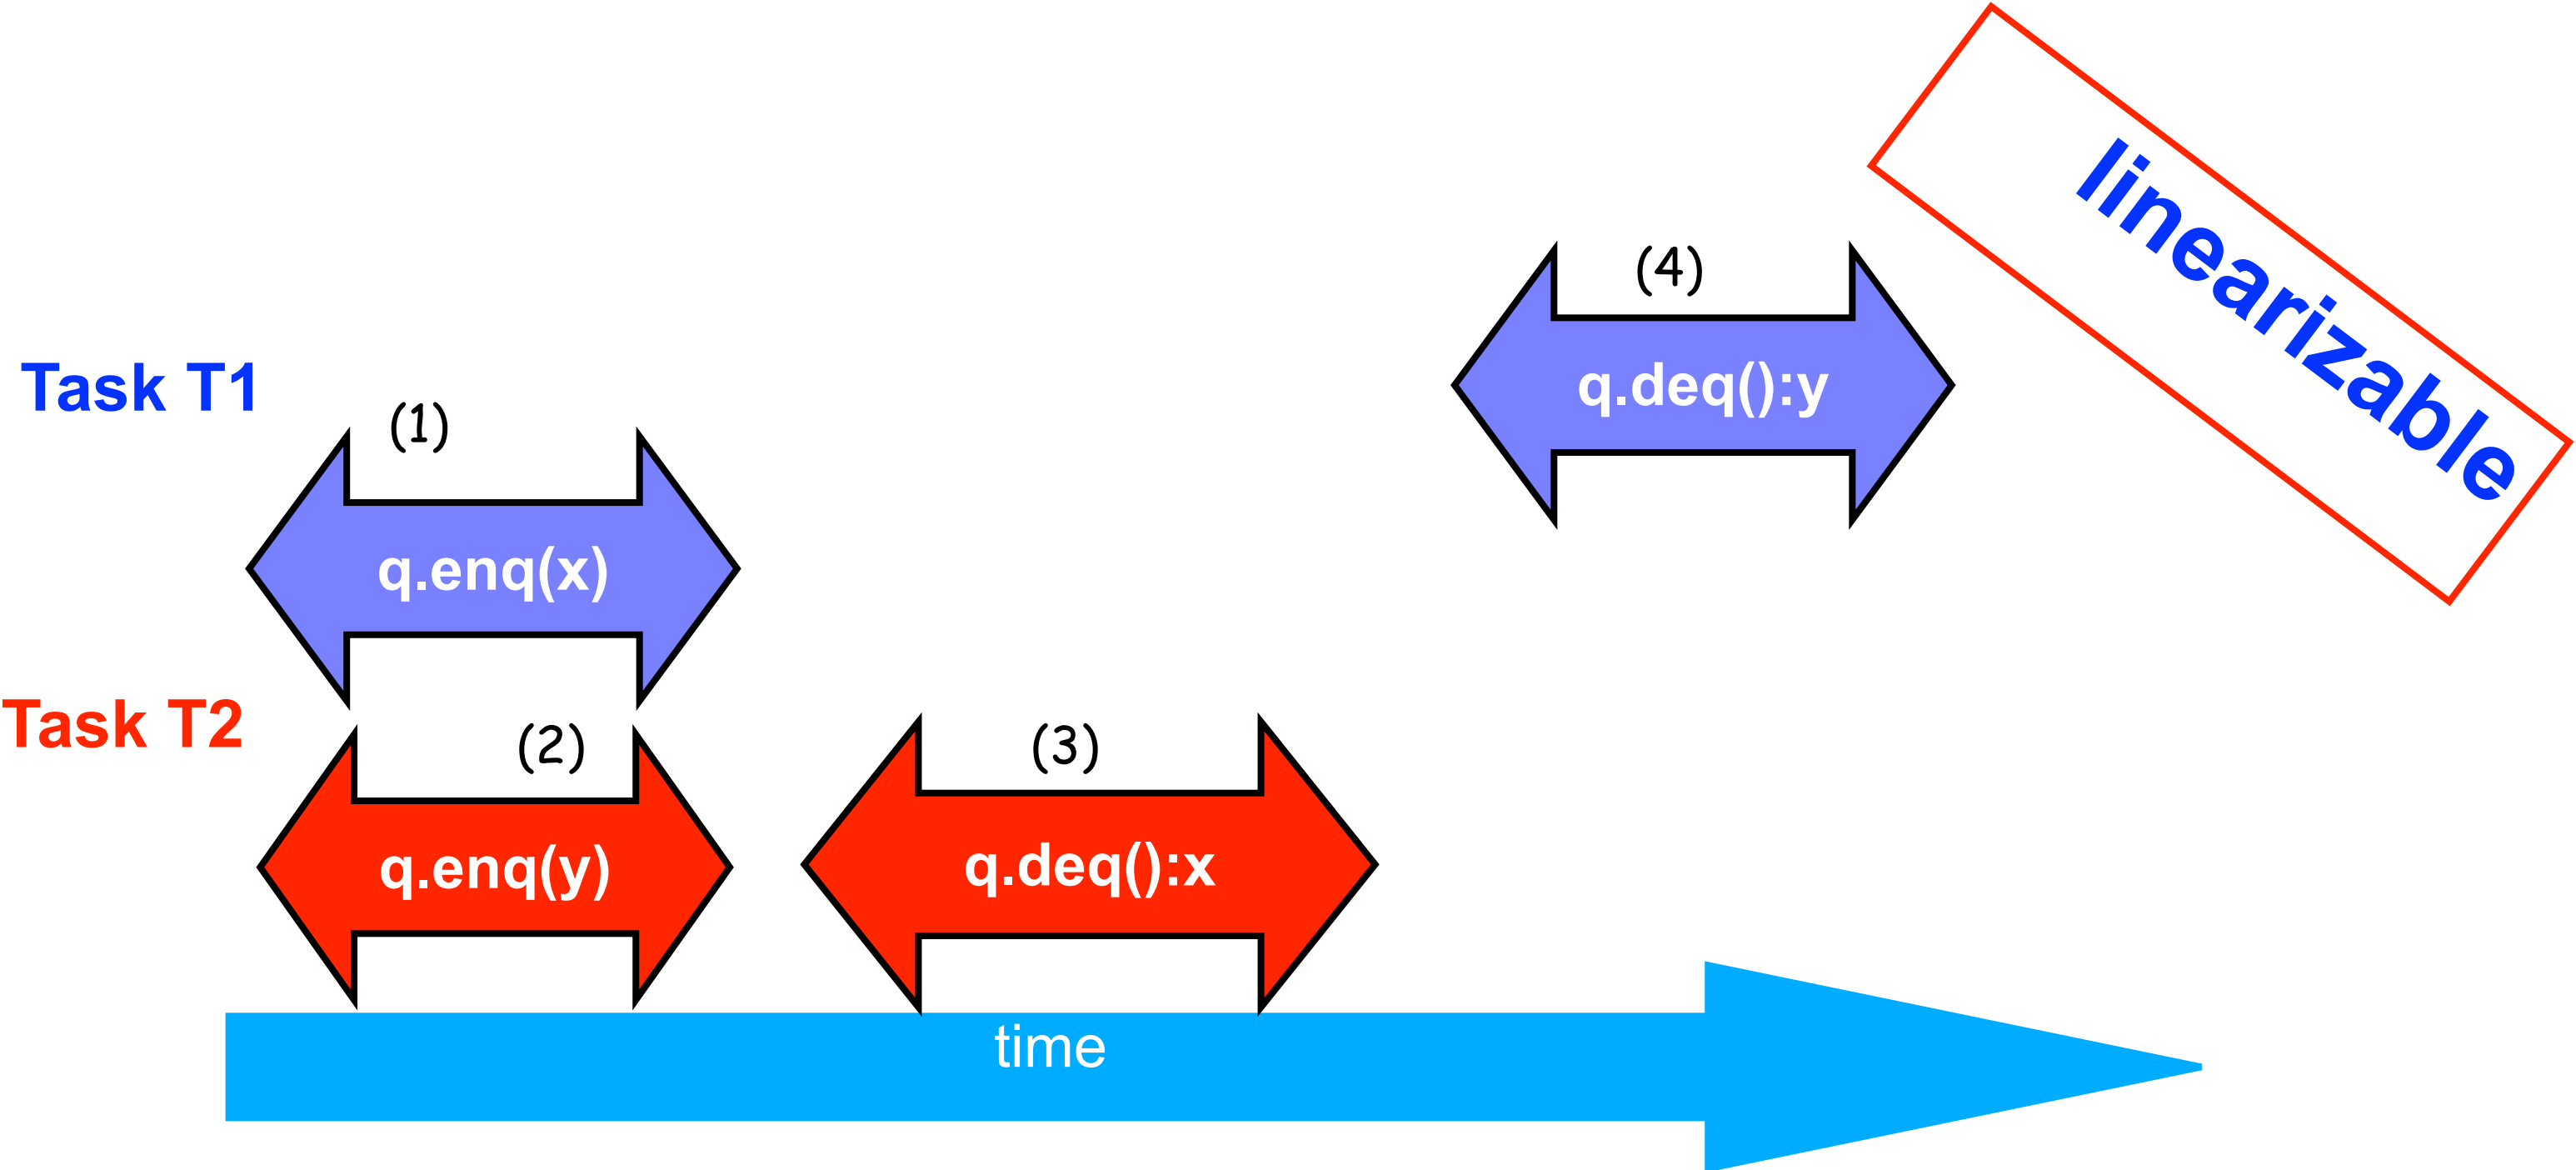 linearizable
(4)
q.deq():y
Task T1
(1)
q.enq(x)
Task T2
(2)
(3)
q.enq(y)
q.deq():x
time